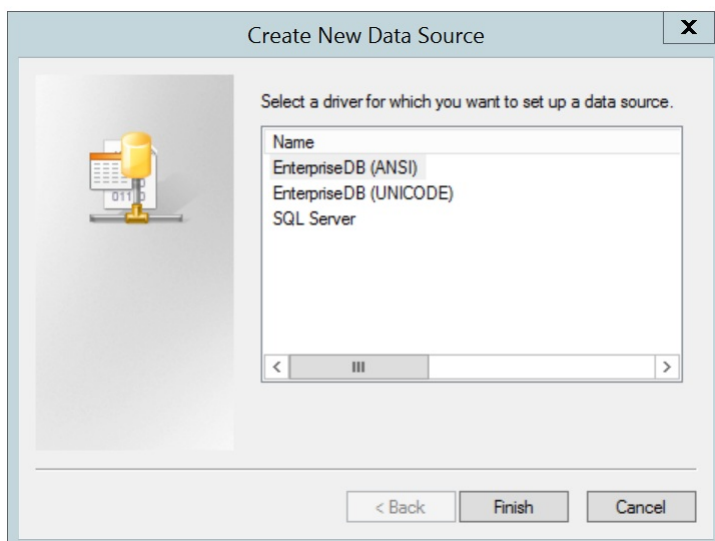 Create New Data Source
X
Select a driver for which you want to set up a data source.
Name
EnterpriseDB (ANSI)
EnterpriseDB (UNICODE)
SQL Server
< Back
Finish
Cancel